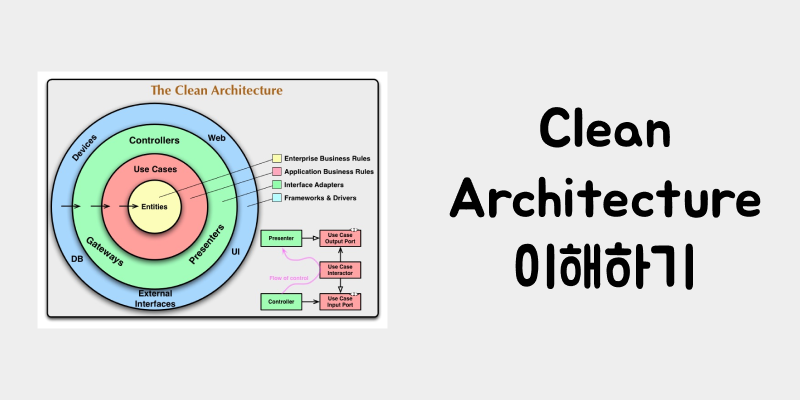 The Clean Architecture
Devices
Web
Controllers
Use Cases
Entities
Gateways
Presenters
DB
UI
External
Interfaces
Enterprise Business Rules
Application Business Rules
Interface Adapters
Frameworks & Drivers
Presenter
Use Case
Output Port
Use Case
Interactor
Flow of control
Controller
Use Case
Input Port
Clean
Architecture
이해하기